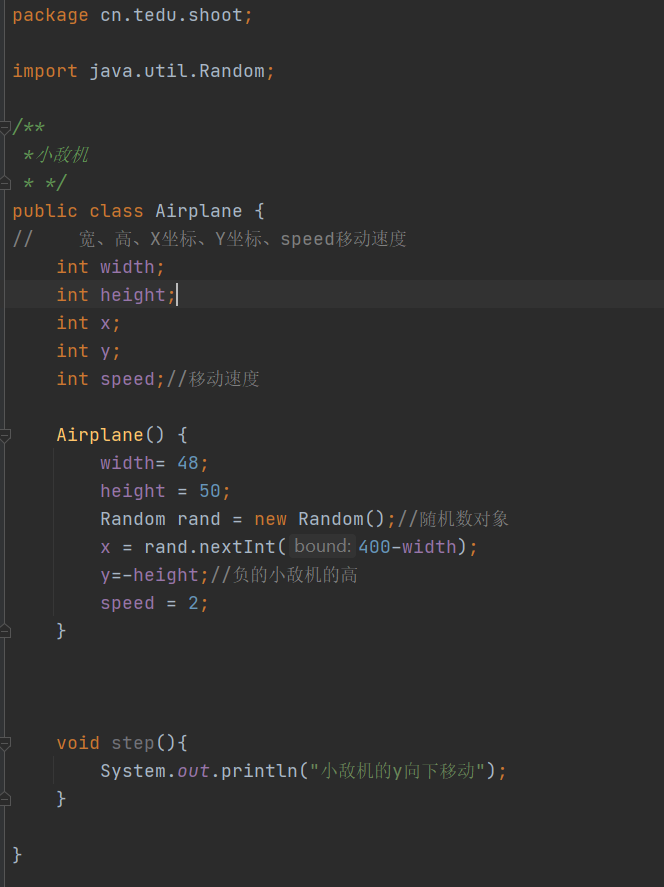 package cn.tedu.shoot;
import java.util.Random;
/**
*小敌机
* */
public class Airplane {
//    宽、高、X坐标、Y坐标、speed移动速度
int width;
int height;
int x;
int y;
int speed;//移动速度
Airplane() {
width= 48;
height = 50;
Random rand = new Random();//随机数对象
x = rand.nextInt( bound: 400-width);
y=-height;//负的小敌机的高
speed = 2;
}
void step(){
System.out.println("小敌机的y向下移动");
}
}